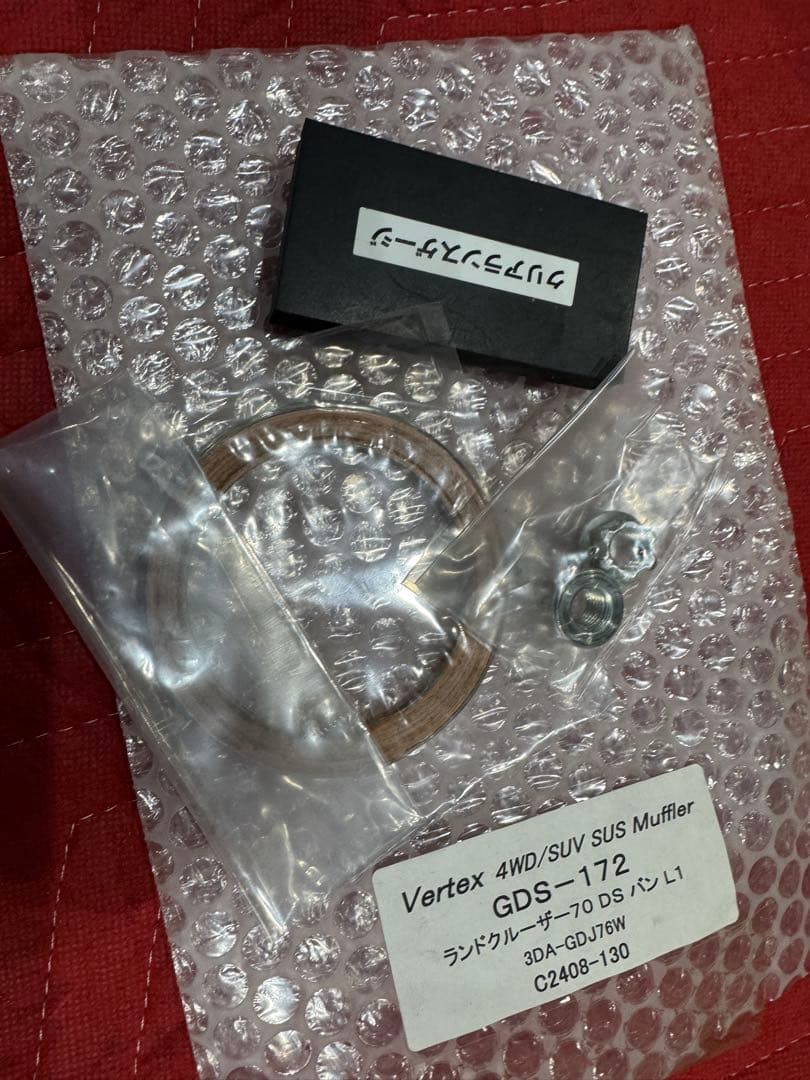 クリアランスゲージ
Vertex 4WD/SUV SUS Muffler
GDS-172
ランドクルーザー70 DS バン L1
3DA-GDJ76W
C2408-130